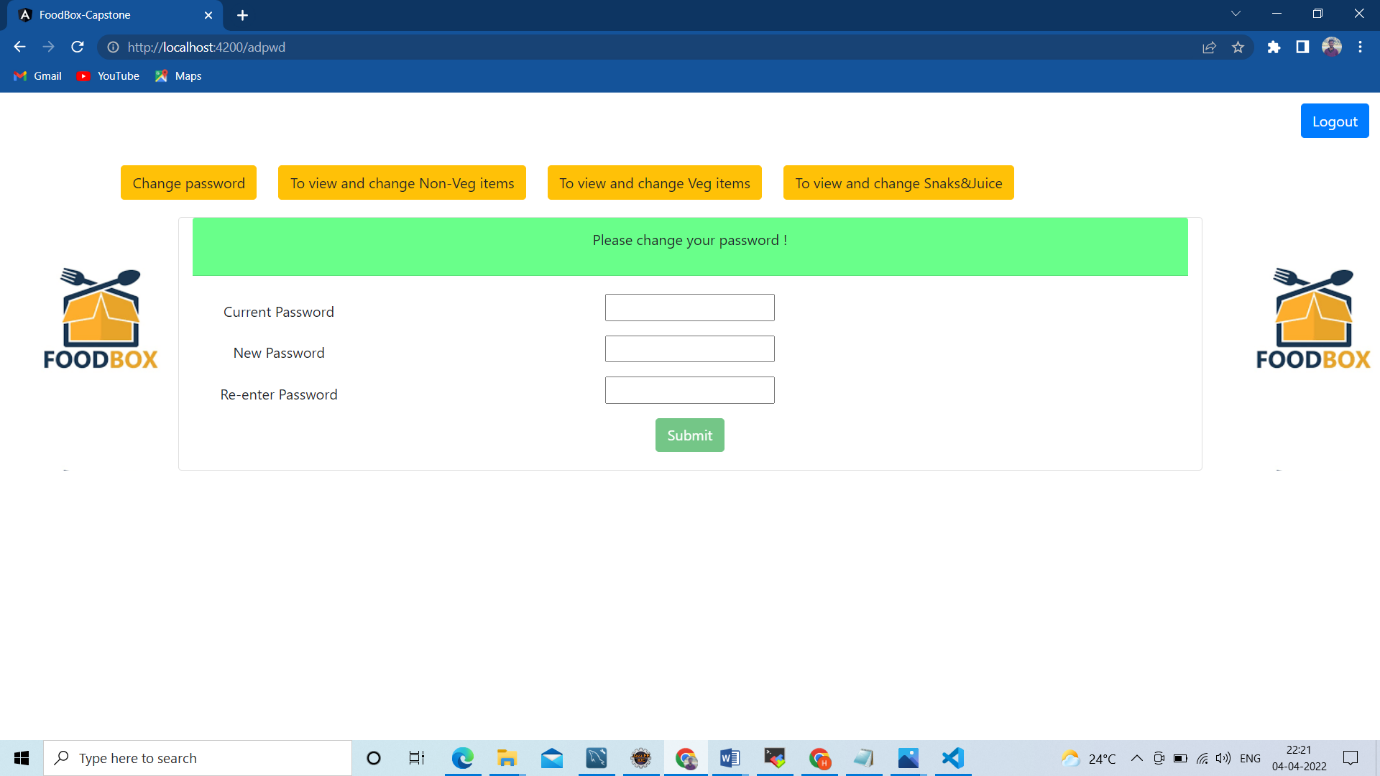 FoodBox-Capstone
http://localhost:4200/adpwd
Gmail YouTube Maps
Logout
Change password To view and change Non-Veg items To view and change Veg items To view and change Snaks&Juice
Please change your password !
FOODBOX
Current Password
New Password
Re-enter Password
Submit
FOODBOX
Type here to search
24°C ENG 22:21
04-04-2022